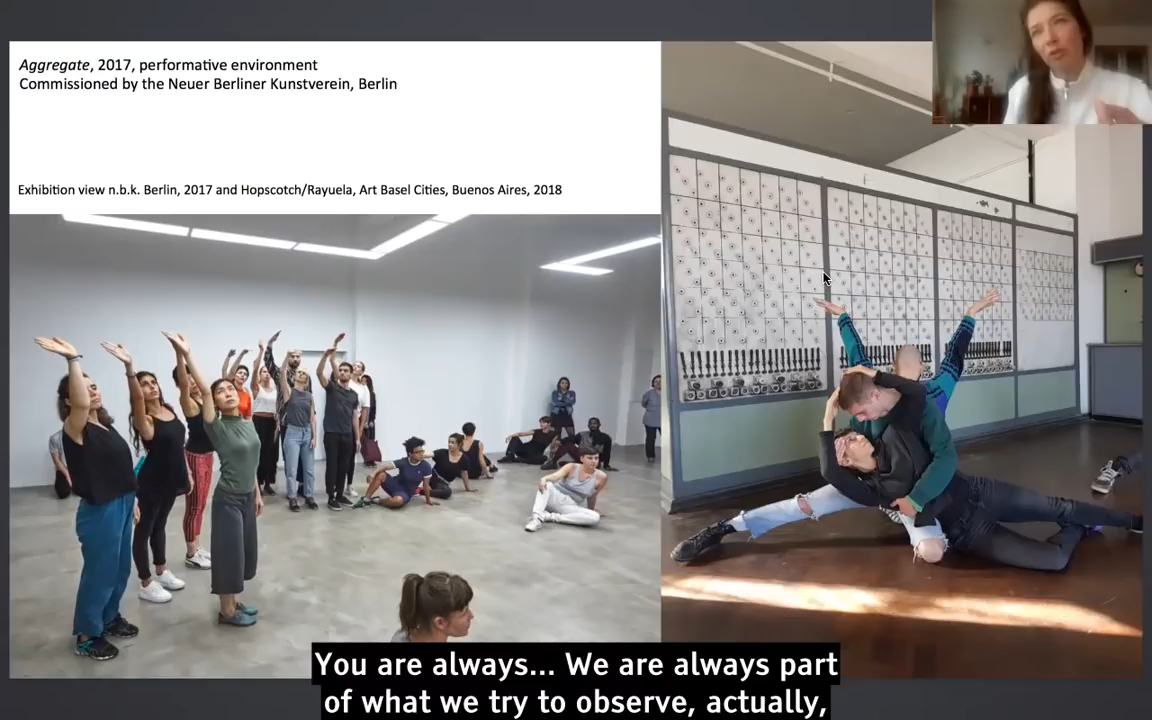 Aggregate, 2017, performative environment
Commissioned by the Neuer Berliner Kunstverein, Berlin
Exhibition view n.b.k. Berlin, 2017 and Hopscotch/Rayuela, Art Basel Cities, Buenos Aires, 2018
You are always... We are always part
of what we try to observe, actually,